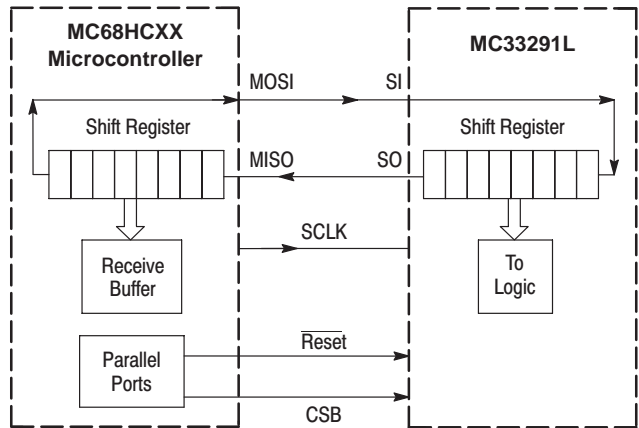 MC68HCXX
Microcontroller
MC33291L
MOSI
SI
Shift Register
Shift Register
MISO
SO
SCLK
Receive
Buffer
To
Logic
Reset
Parallel
Ports
CSB